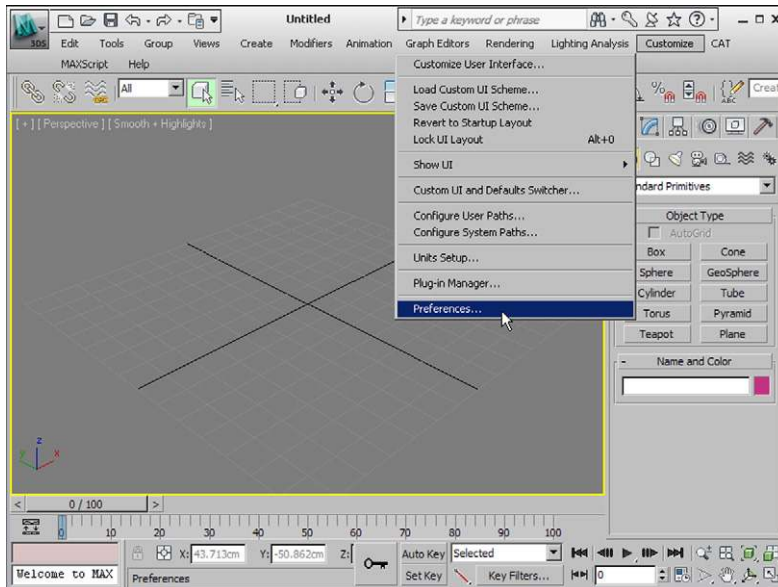 Untitled
Type a keyword or phrase
3DS
Edit Tools Group Views Create Modifiers Animation Graph Editors Rendering Lighting Analysis Customize CAT
MAXScript Help
All
Customize User Interface...
Load Custom UI Scheme...
Save Custom UI Scheme...
Revert to Startup Layout
Lock UI Layout Alt+0
Show UI
Custom UI and Defaults Switcher...
Configure User Paths...
Configure System Paths...
Units Setup...
Plug-in Manager...
Preferences...
[ + ] [ Perspective ] [ Smooth + Highlights ]
Object Type
AutoGrid
Box Cone
Sphere GeoSphere
Cylinder Tube
Torus Pyramid
Teapot Plane
- Name and Color
z
y x
< 0 / 100 >
0 10 20 30 40 50 60 70 80 90 100
X: 43.713cm Y: -50.862cm Z: Auto Key Selected
Welcome to MAX Preferences Set Key Key Filters... 0